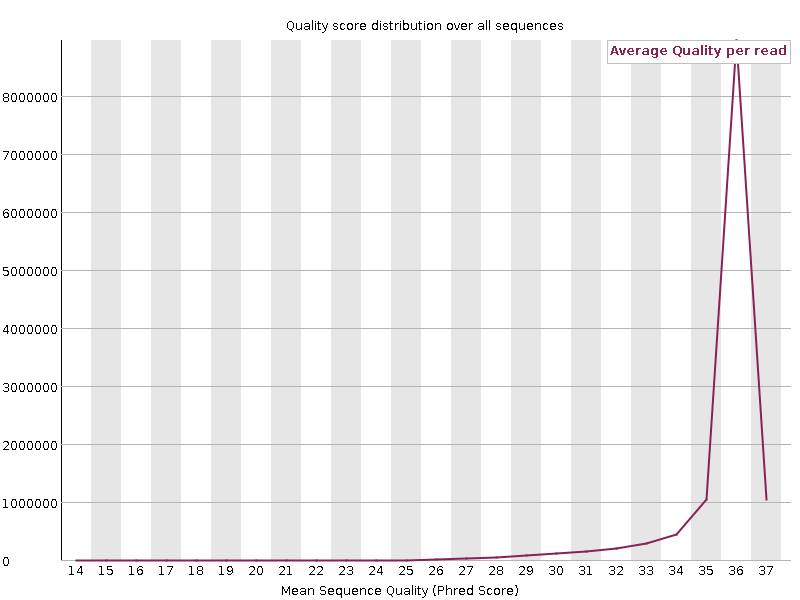 Quality score distribution over all sequences
Average Quality per read
8000000
7000000
6000000
5000000
4000000
3000000
2000000
1000000
0
14 15 16 17 18 19 20 21 22 23 24 25 26 27 28 29 30 31 32 33 34 35 36 37
Mean Sequence Quality (Phred Score)